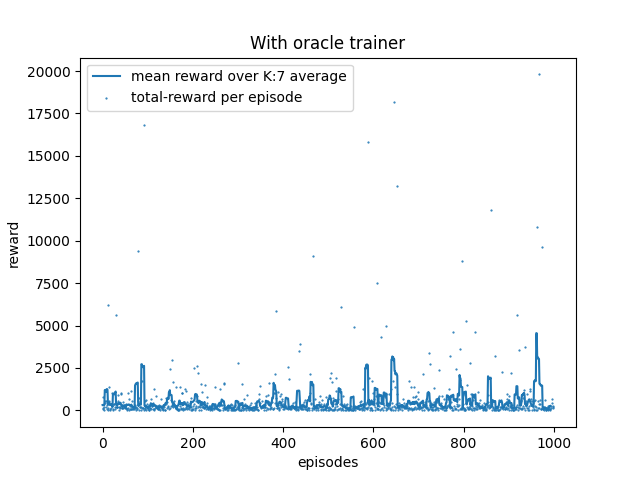 With oracle trainer
mean reward over K:7 average
total-reward per episode
20000
17500
15000
12500
10000
7500
5000
2500
0
reward
0 200 400 600 800 1000
episodes